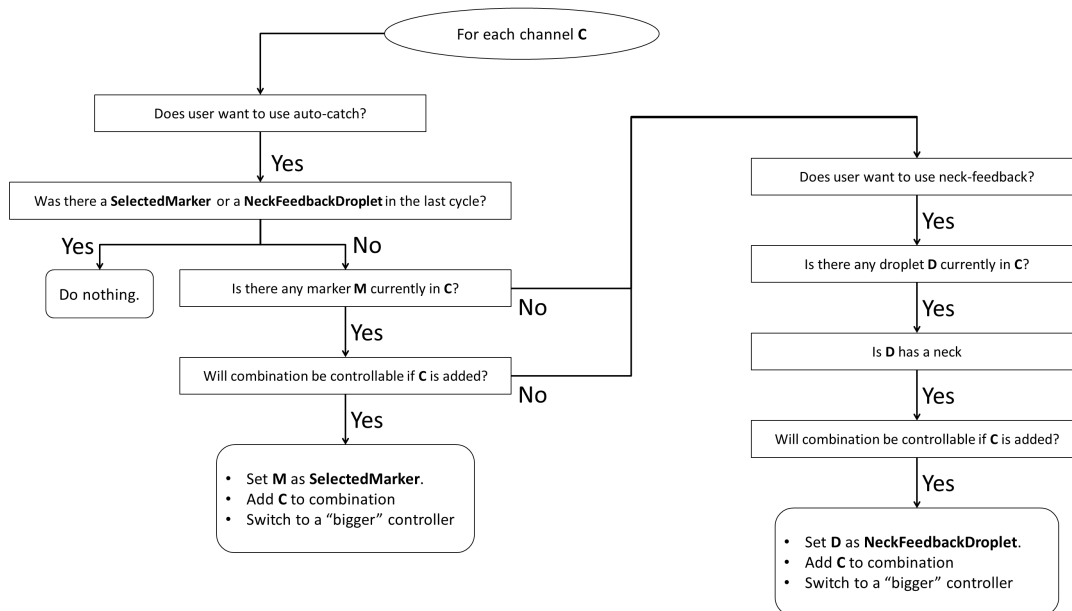 For each channel C
Does user want to use auto-catch?
Yes
Was there a SelectedMarker or a NeckFeedbackDroplet in the last cycle?
Yes
No
Do nothing.
Is there any marker M currently in C?
No
Yes
Will combination be controllable if C is added?
No
Yes
• Set M as SelectedMarker.
• Add C to combination
• Switch to a “bigger” controller
Does user want to use neck-feedback?
Yes
Is there any droplet D currently in C?
Yes
Is D has a neck
Yes
Will combination be controllable if C is added?
Yes
• Set D as NeckFeedbackDroplet.
• Add C to combination
• Switch to a “bigger” controller